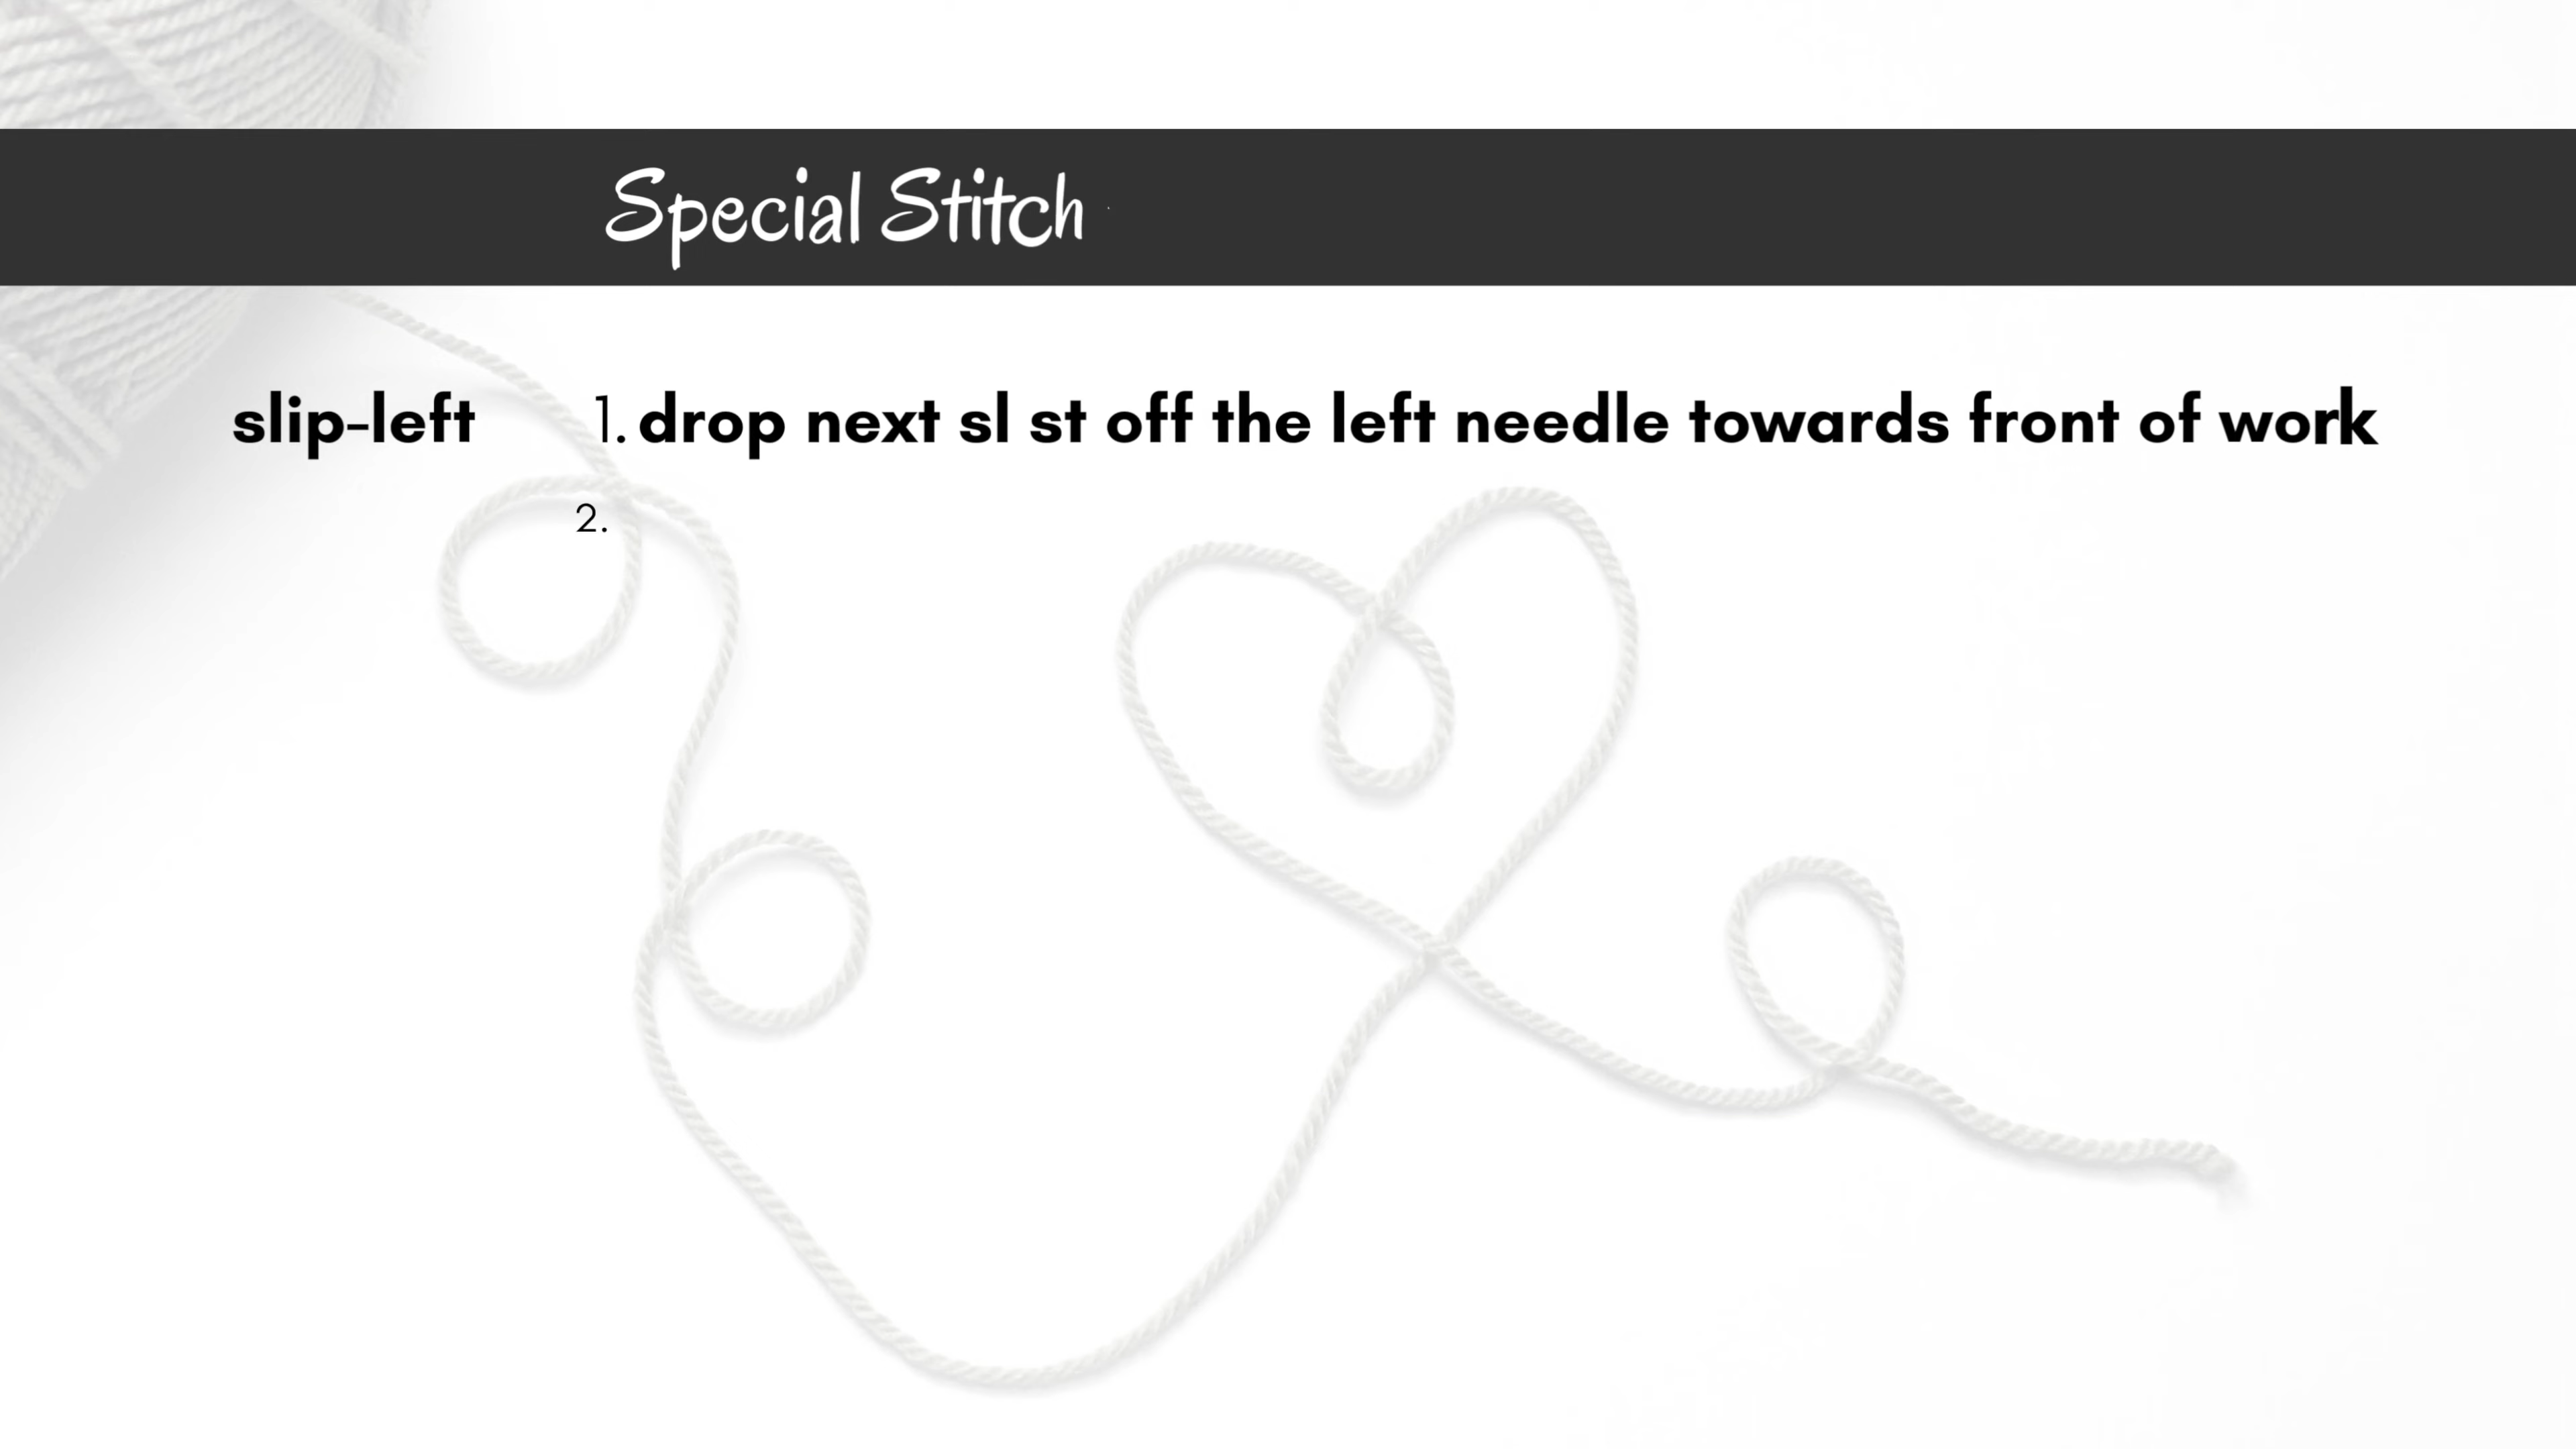 Special Stitch
slip-left 1. drop next sl st off the left needle towards front of work
2.